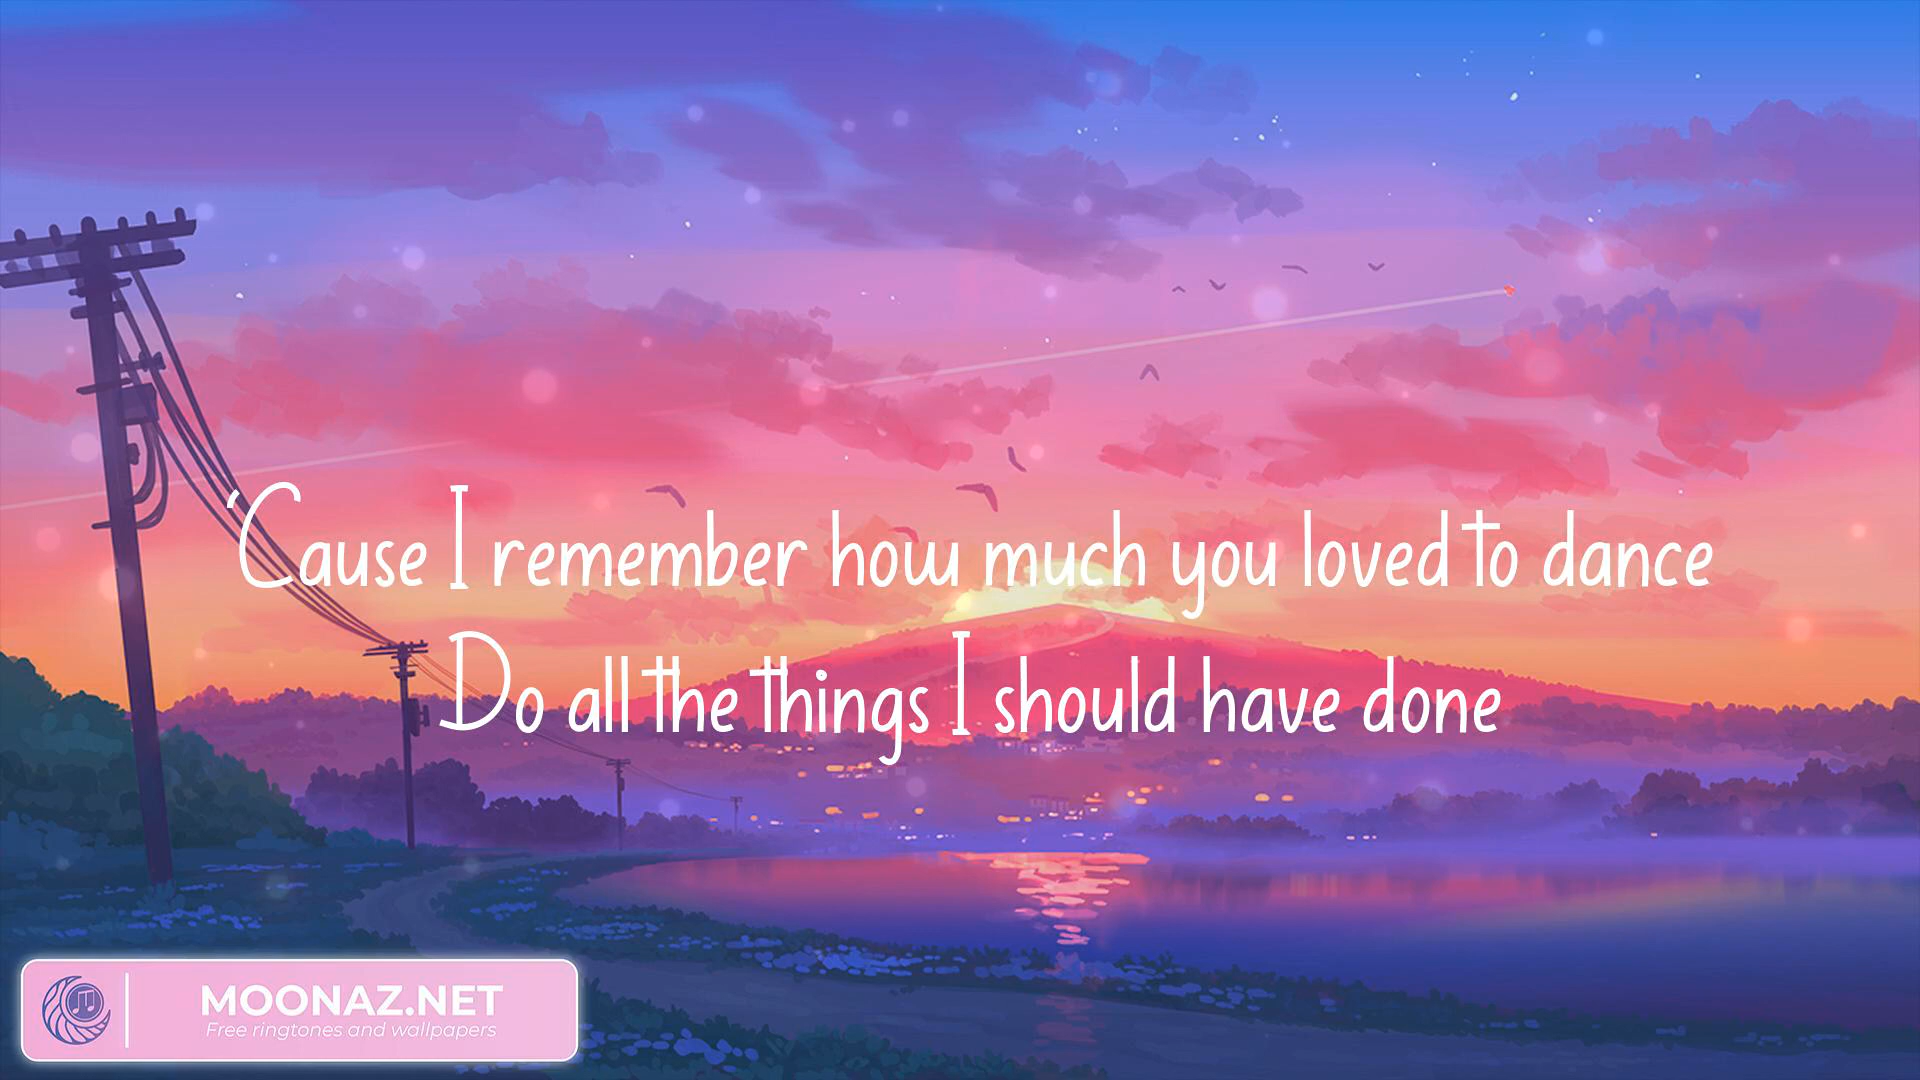 'Cause I remember how much you loved to dance
Do all the things I should have done
MOONAZ.NET
Free ringtones and wallpapers